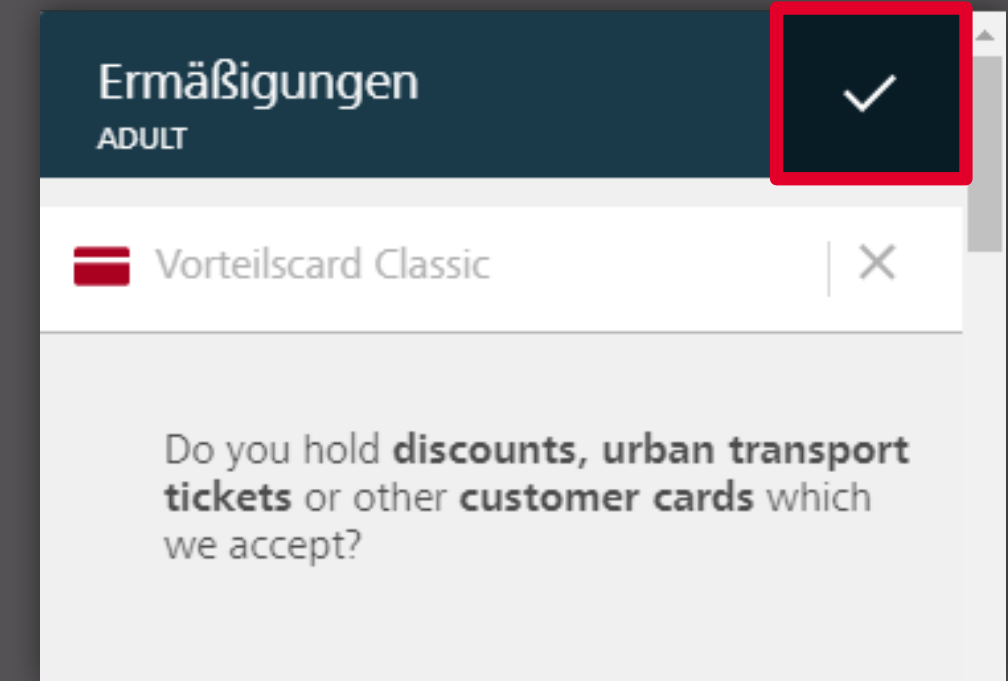 Ermäßigungen
ADULT
Vorteilscard Classic
Do you hold discounts, urban transport
tickets or other customer cards which
we accept?